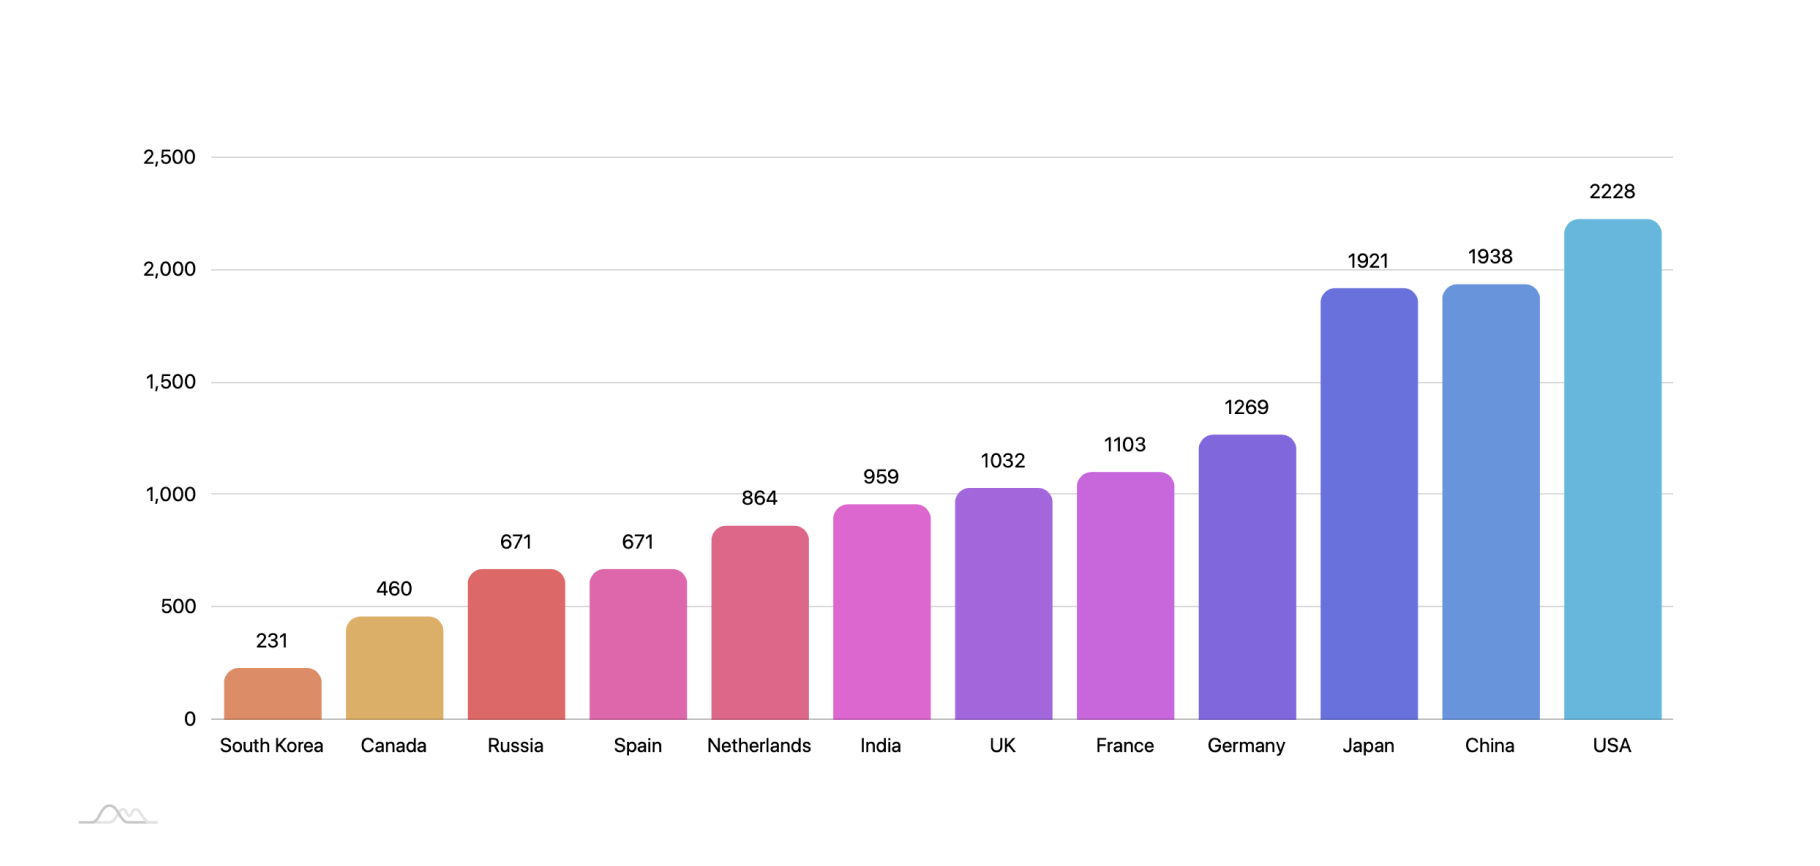 2,500
2,000
1,500
1,000
500
0
231
460
671
671
864
959
1032
1103
1269
1921
1938
2228
South Korea
Canada
Russia
Spain
Netherlands
India
UK
France
Germany
Japan
China
USA